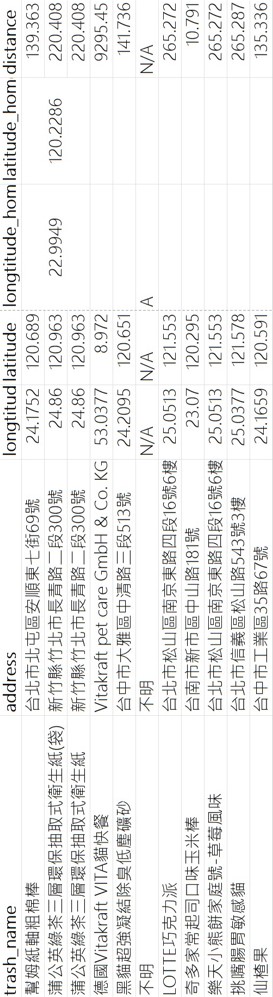 trash_name address longtitud latitude longtitude_hom latitude_hom distance
幫姆紙軸粗棉棒 台北市北屯區安順東七街69號 24.1752 120.689 139.363
蒲公英綠茶三層環保抽取式衛生紙(袋) 新竹縣竹北市長青路二段300號 24.86 120.963 22.9949 120.2286 220.408
蒲公英綠茶三層環保抽取式衛生紙 新竹縣竹北市長青路二段300號 24.86 120.963 220.408
德國Vitakraft VITA貓快餐 Vitakraft pet care GmbH & Co. KG 53.0377 8.972 9295.45
黑貓超強凝結除臭低塵礦砂 台中市大雅區中清路三段513號 24.2095 120.651 141.736
不明 不明 N/A N/A A N/A
LOTTE巧克力派 台北市松山區南京東路四段16號6樓 25.0513 121.553 265.272
奇多家常起司口味玉米棒 台南市新市區中山路181號 23.07 120.295 10.791
樂天小熊餅家庭號-草莓風味 台北市松山區南京東路四段16號6樓 25.0513 121.553 265.272
挑嘴腸胃敏感貓 台北市信義區松山路543號3樓 25.0377 121.578 265.287
仙楂果 台中市工業區35路67號 24.1659 120.591 135.336